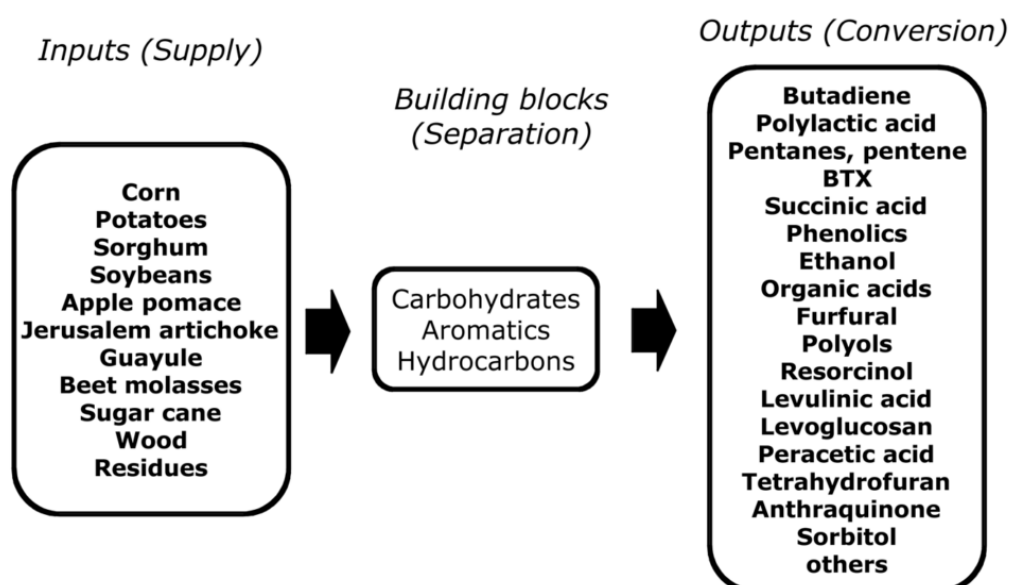 Inputs (Supply)
Corn
Potatoes
Sorghum
Soybeans
Apple pomace
Jerusalem artichoke
Guayule
Beet molasses
Sugar cane
Wood
Residues
Building blocks
(Separation)
Carbohydrates
Aromatics
Hydrocarbons
Outputs (Conversion)
Butadiene
Polylactic acid
Pentanes, pentene
BTX
Succinic acid
Phenolics
Ethanol
Organic acids
Furfural
Polyols
Resorcinol
Levulinic acid
Levoglucosan
Peracetic acid
Tetrahydrofuran
Anthraquinone
Sorbitol
others